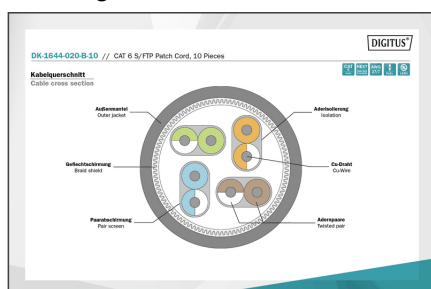 DIGITUS®
DK-1644-020-B-10 // CAT 6 S/FTP Patch Cord, 10 Pieces
Kabelquerschnitt
Cable cross section
Außenmantel
Outer jacket
Aderisolierung
Isolation
Geflechtschirmung
Braid shield
Cu-Draht
Cu-Wire
Paarabschirmung
Pair screen
Adernpaare
Twisted pair